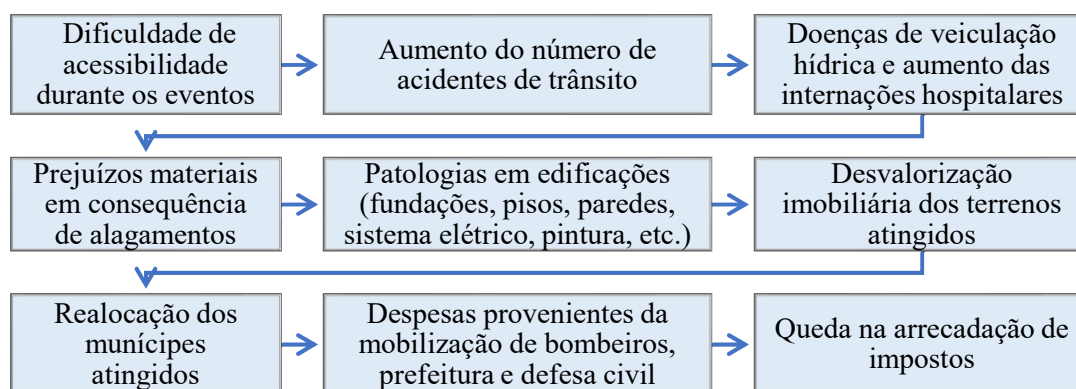 Dificuldade de
acessibilidade
durante os eventos
Aumento do número de
acidentes de trânsito
Doenças de veiculação
hídrica e aumento das
internações hospitalares
Prejuízos materiais
em consequência
de alagamentos
Patologias em edificações
(fundações, pisos, paredes,
sistema elétrico, pintura, etc.)
Desvalorização
imobiliária dos terrenos
atingidos
Realocação dos
munícipes
atingidos
Despesas provenientes da
mobilização de bombeiros,
prefeitura e defesa civil
Queda na arrecadação de
impostos